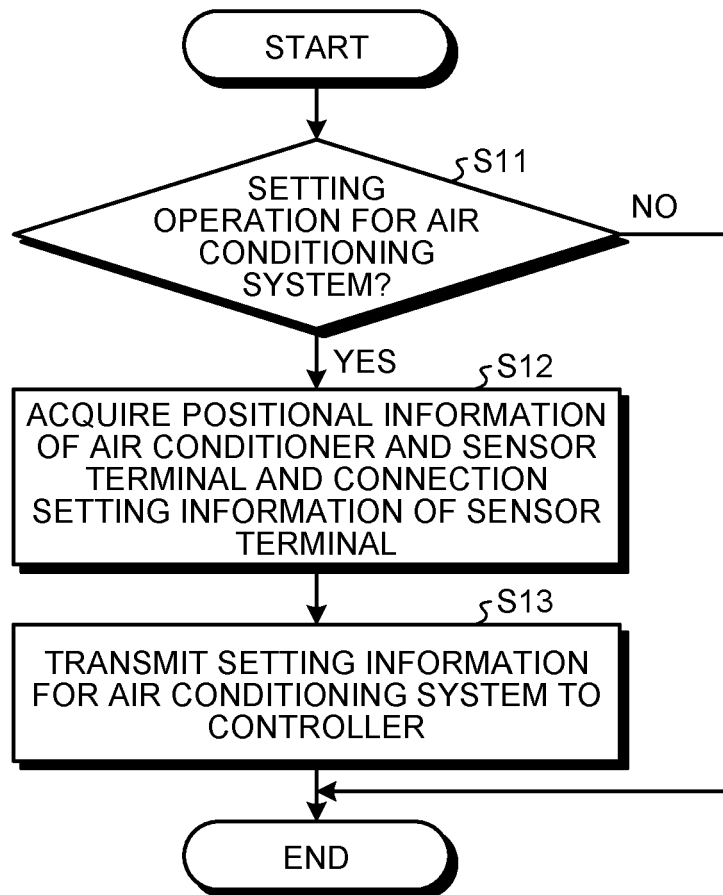 START
S11
SETTING
OPERATION FOR AIR
CONDITIONING
SYSTEM?
NO
YES
S12
ACQUIRE POSITIONAL INFORMATION
OF AIR CONDITIONER AND SENSOR
TERMINAL AND CONNECTION
SETTING INFORMATION OF SENSOR
TERMINAL
S13
TRANSMIT SETTING INFORMATION
FOR AIR CONDITIONING SYSTEM TO
CONTROLLER
END